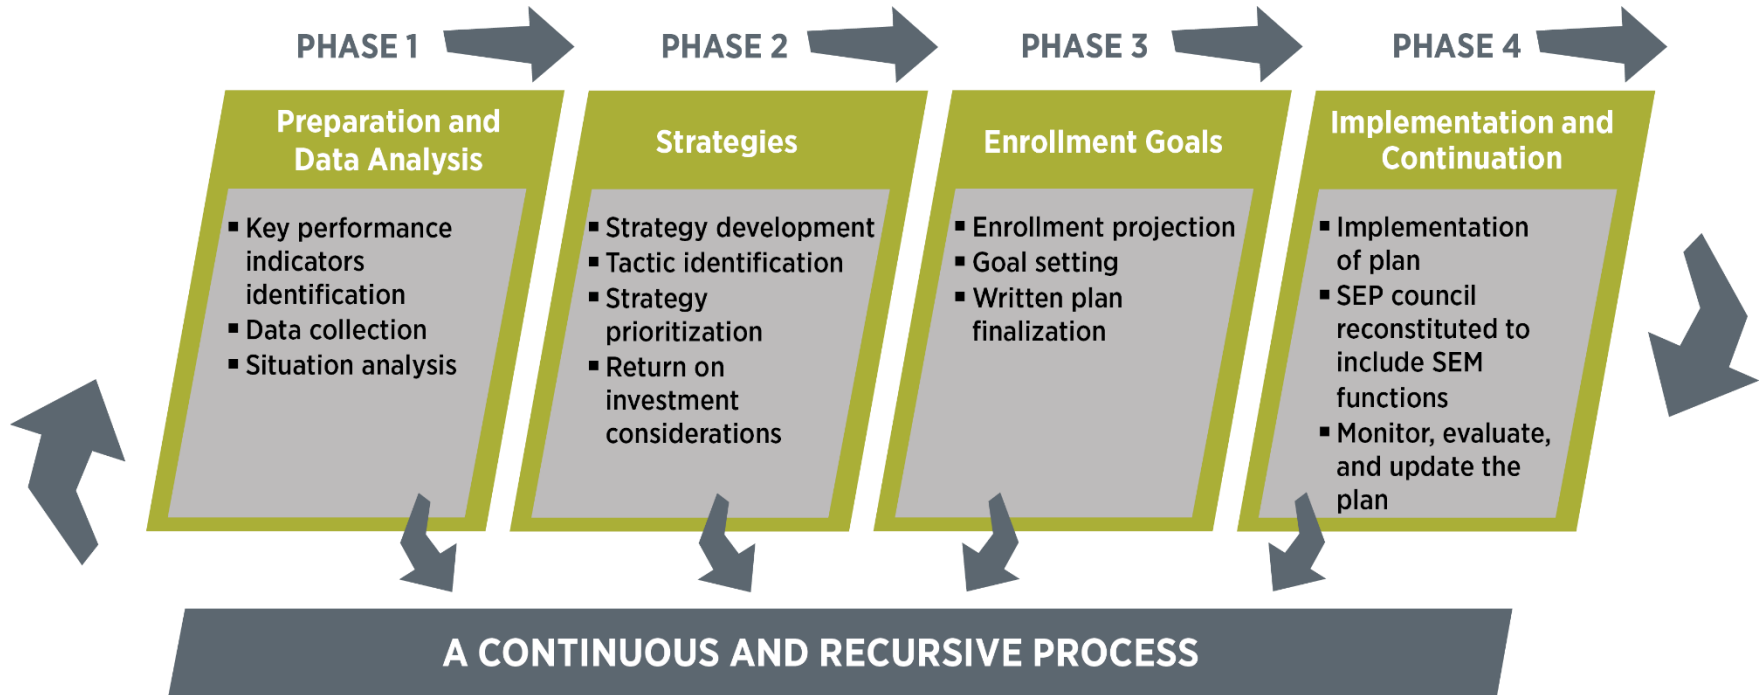 PHASE 1
PHASE 2
PHASE 3
PHASE 4
Preparation and
Data Analysis
▪ Key performance
indicators
identification
▪ Data collection
▪ Situation analysis
Strategies
▪ Strategy development
▪ Tactic identification
▪ Strategy
prioritization
▪ Return on
investment
considerations
Enrollment Goals
▪ Enrollment projection
▪ Goal setting
▪ Written plan
finalization
Implementation and
Continuation
▪ Implementation
of plan
▪ SEP council
reconstituted to
include SEM
functions
▪ Monitor, evaluate,
and update the
plan
A CONTINUOUS AND RECURSIVE PROCESS